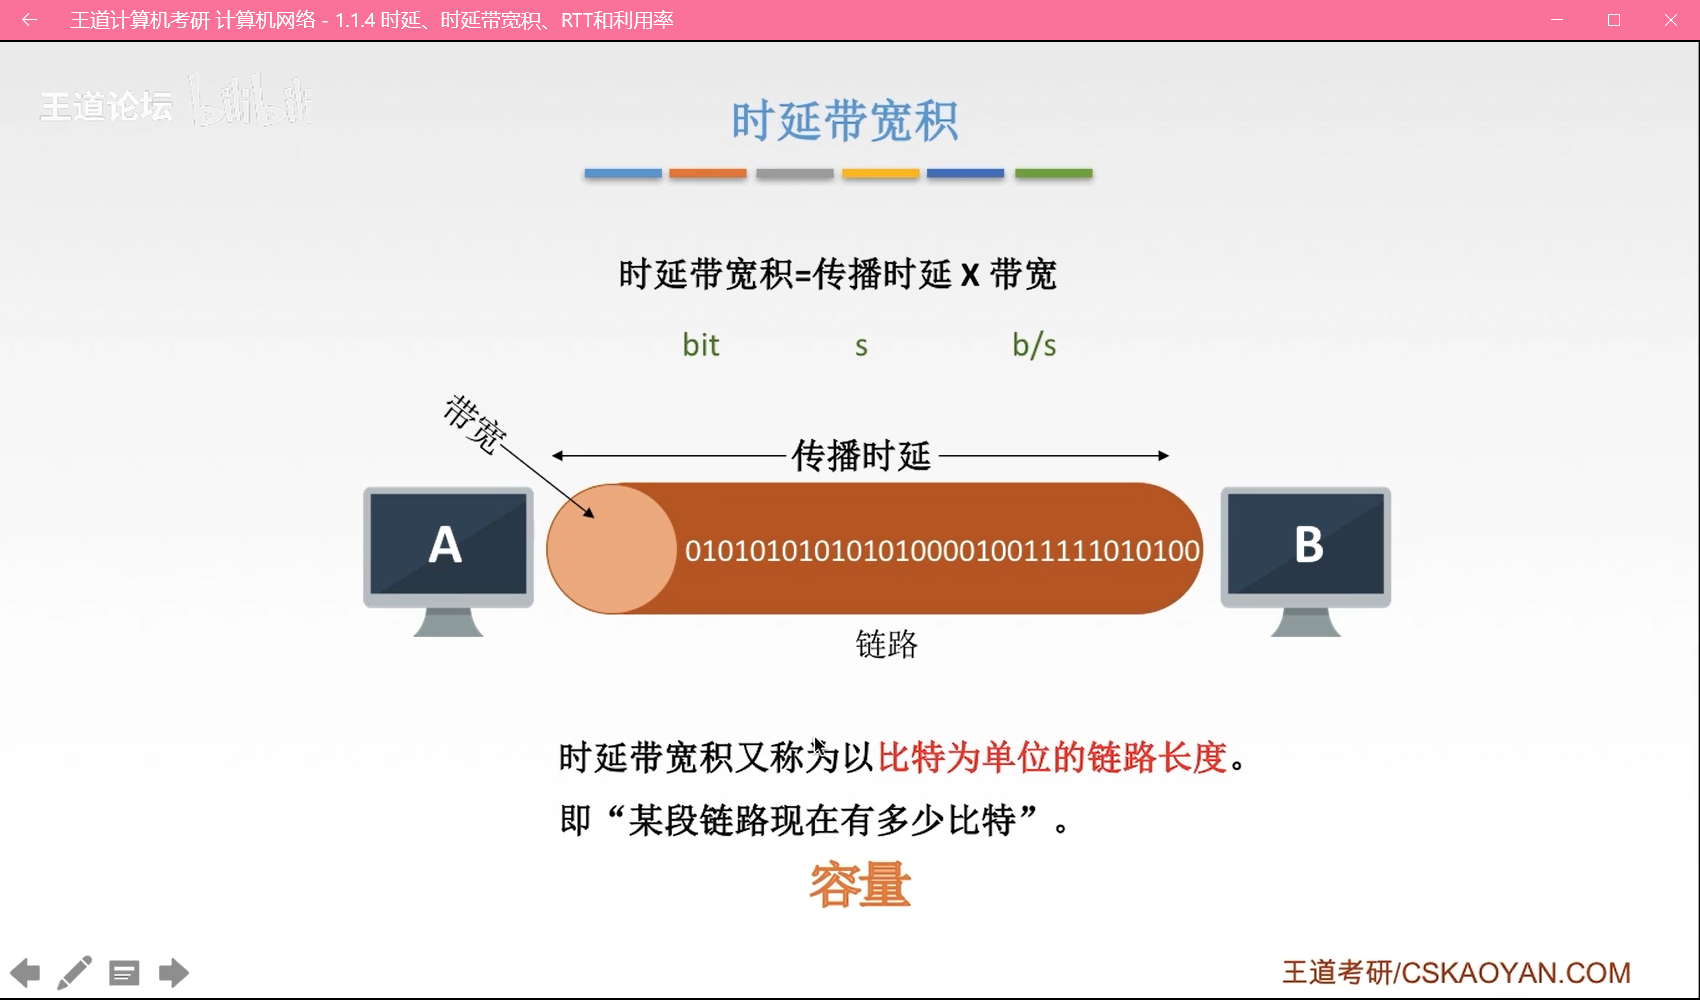 王道计算机考研 计算机网络 - 1.1.4 时延、时延带宽积、RTT和利用率
王道论坛 bilibili
时延带宽积
时延带宽积=传播时延 X 带宽
bit s b/s
带宽
传播时延
A
01010101010101000010011111010100
B
链路
时延带宽积又称为以比特为单位的链路长度。
即“某段链路现在有多少比特”。
容量
王道考研/CSKAOYAN.COM